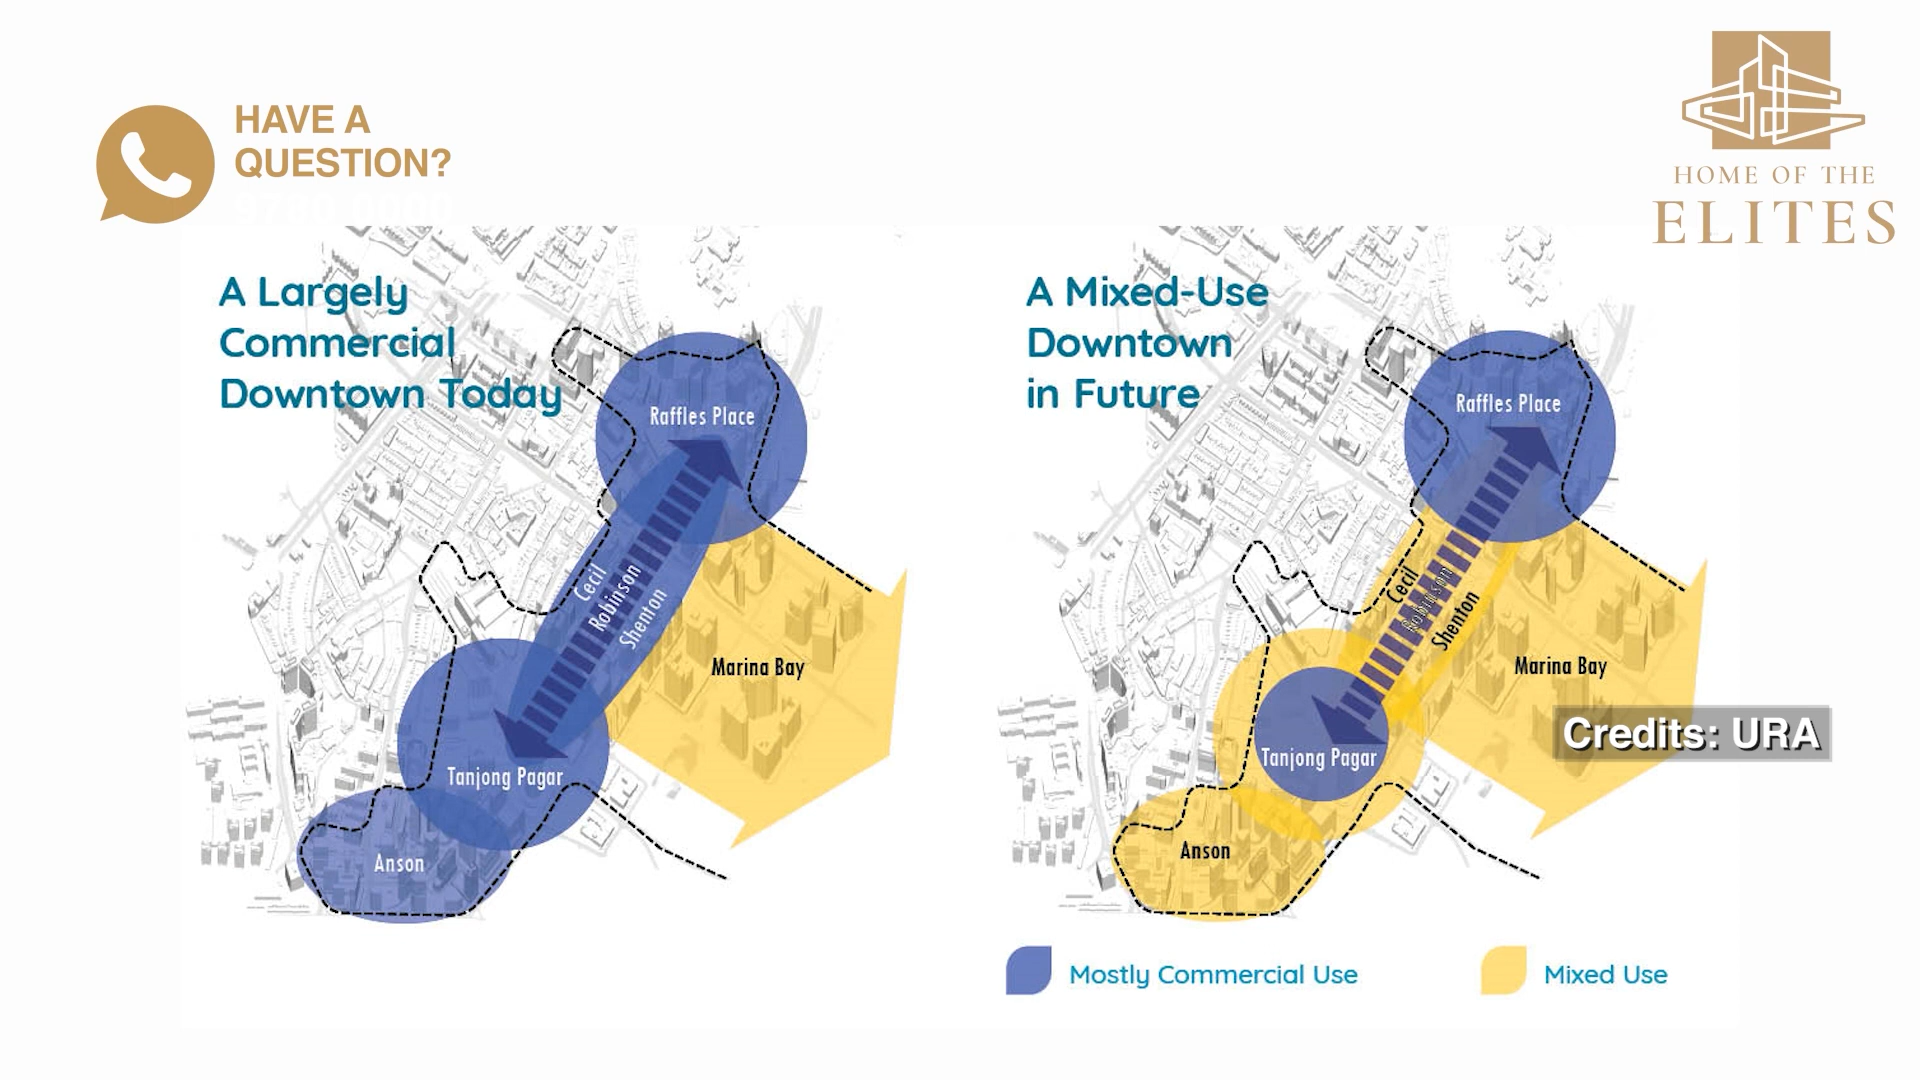 HAVE A
QUESTION?
HOME OF THE
ELITES
A Largely
Commercial
Downtown Today
Raffles Place
Cecil
Robinson
Shenton
Marina Bay
Tanjong Pagar
Anson
A Mixed-Use
Downtown
in Future
Raffles Place
Cecil
Robinson
Shenton
Marina Bay
Credits: URA
Tanjong Pagar
Anson
Mostly Commercial Use
Mixed Use